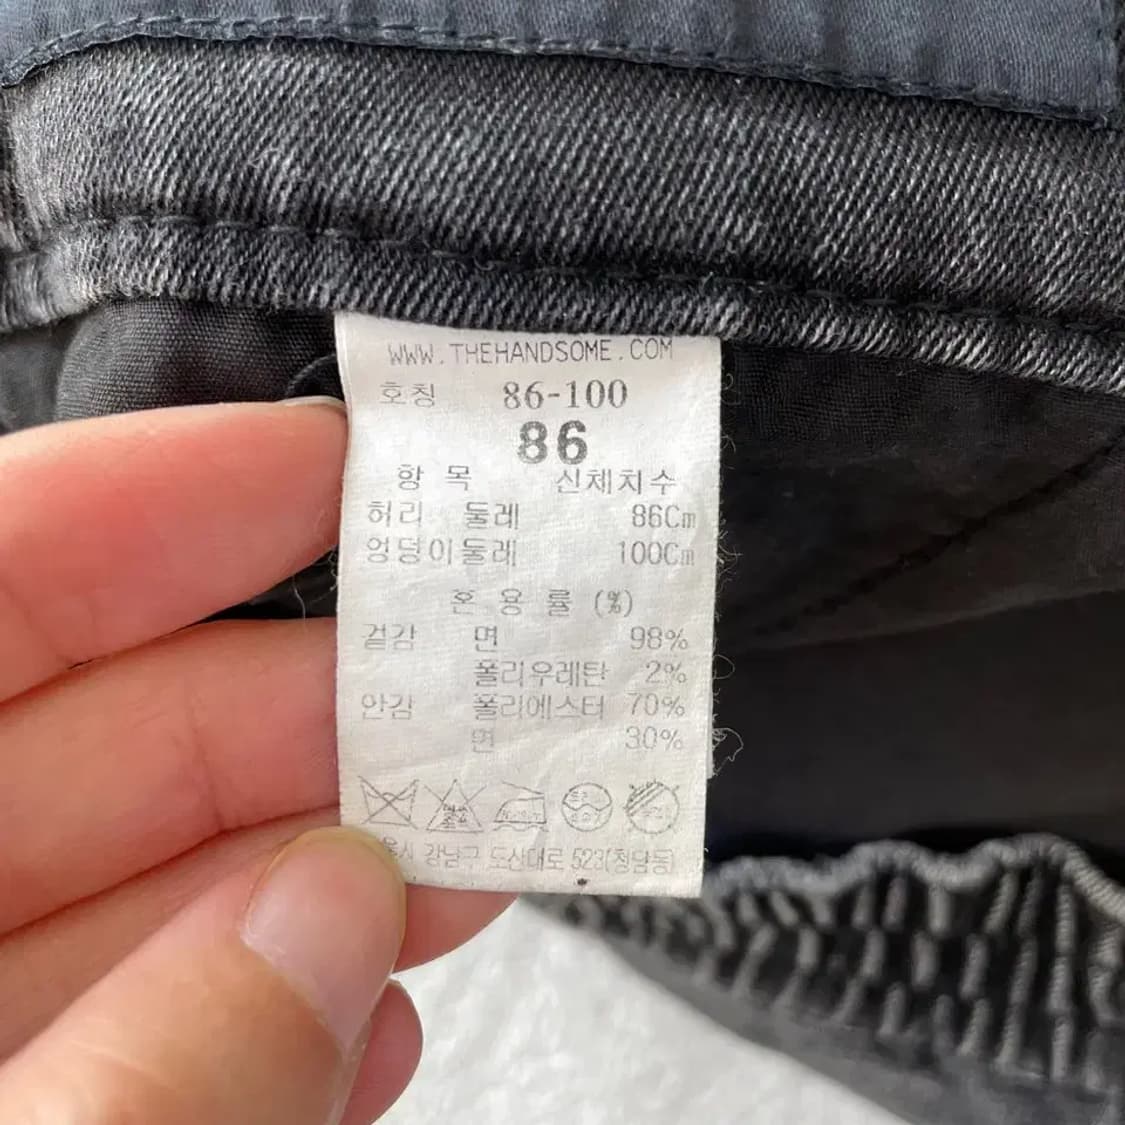 WWW.THEHANDSOME.COM
호칭 86-100
86
항 목 신체치수
허리 둘레 86Cm
엉덩이둘레 100Cm
혼 용 률 (%)
겉감 면 98%
폴리우레탄 2%
안감 폴리에스터 70%
면 30%
강남구 도산대로 523(청담동)